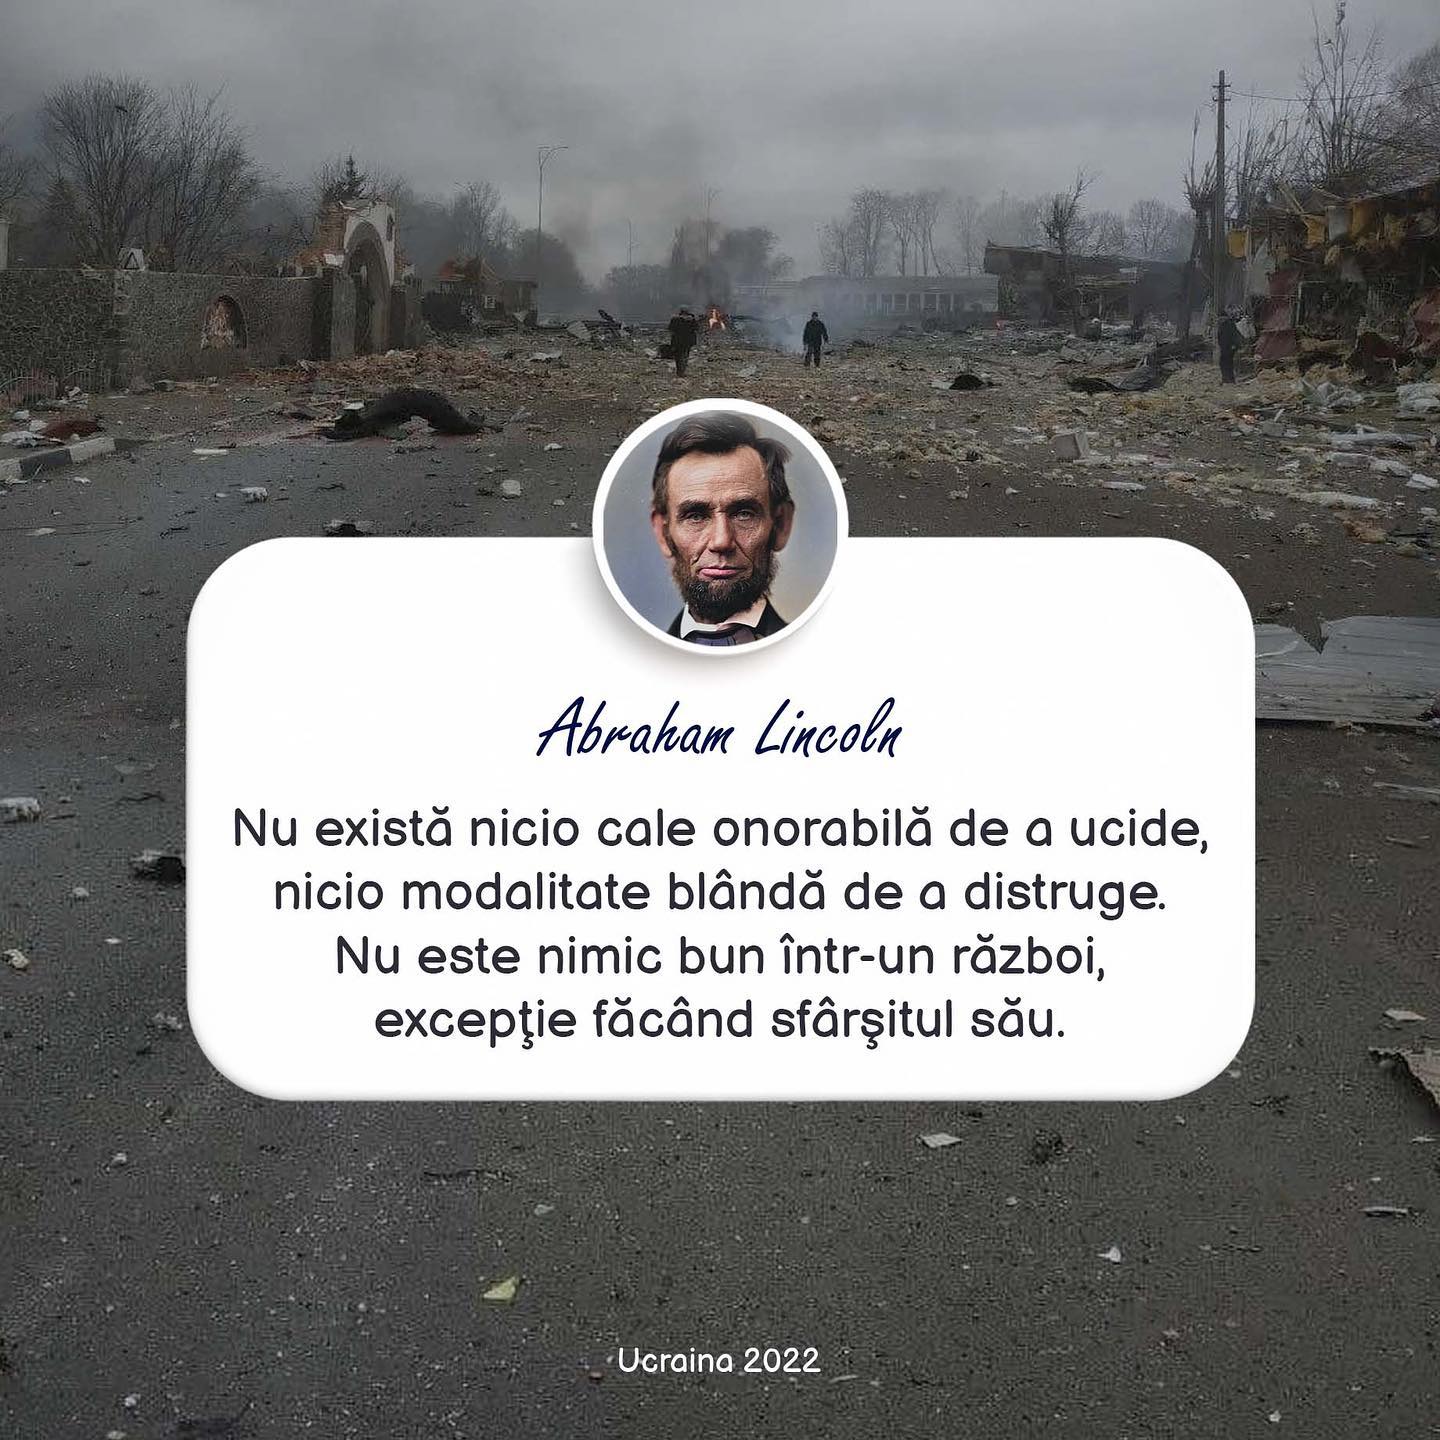 Abraham Lincoln
Nu există nicio cale onorabilă de a ucide,
nicio modalitate blândă de a distruge.
Nu este nimic bun într-un război,
excepţie făcând sfârşitul său.
Ucraina 2022